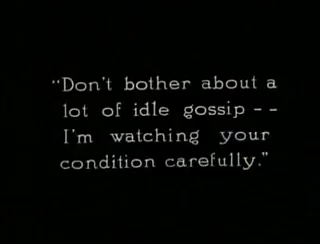 "Don't bother about a
lot of idle gossip - -
I'm watching your
condition carefully."